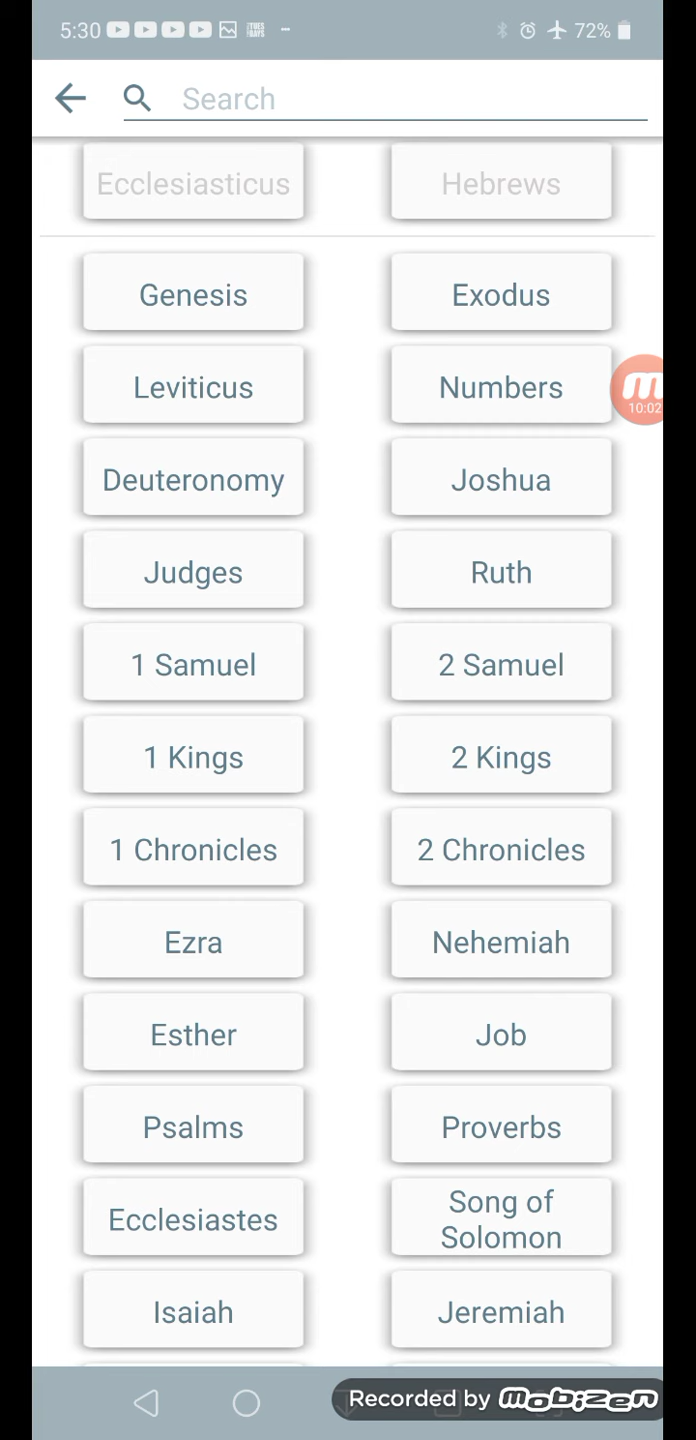 5:30 TUES DAYS 72%
Search
Ecclesiasticus Hebrews
Genesis Exodus
Leviticus Numbers
10:02
Deuteronomy Joshua
Judges Ruth
1 Samuel 2 Samuel
1 Kings 2 Kings
1 Chronicles 2 Chronicles
Ezra Nehemiah
Esther Job
Psalms Proverbs
Ecclesiastes Song of
Solomon
Isaiah Jeremiah
Recorded by mobizen